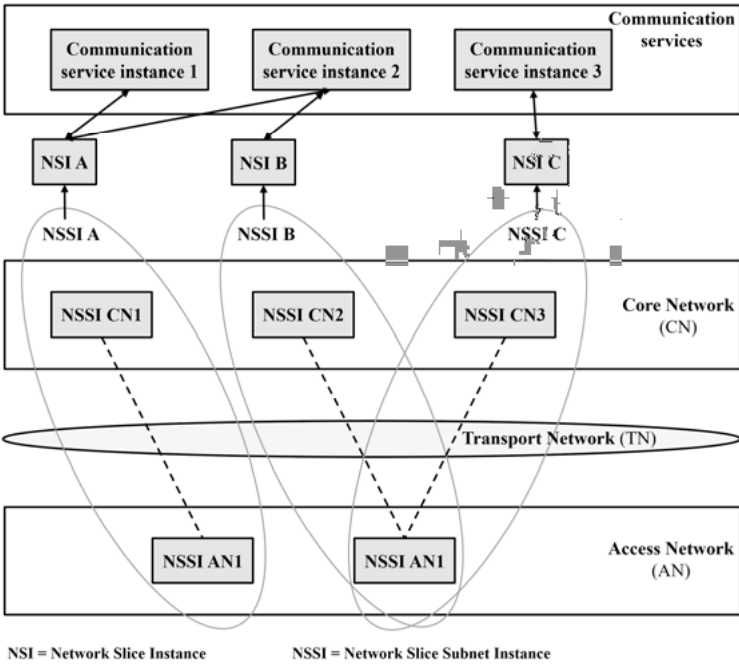 Communication
services
Communication
service instance 1
Communication
service instance 2
Communication
service instance 3
NSI A
NSI B
NSI C
NSSI A
NSSI B
NSSI C
NSSI CN1
NSSI CN2
NSSI CN3
Core Network
(CN)
Transport Network (TN)
NSSI AN1
NSSI AN1
Access Network
(AN)
NSI = Network Slice Instance
NSSI = Network Slice Subnet Instance